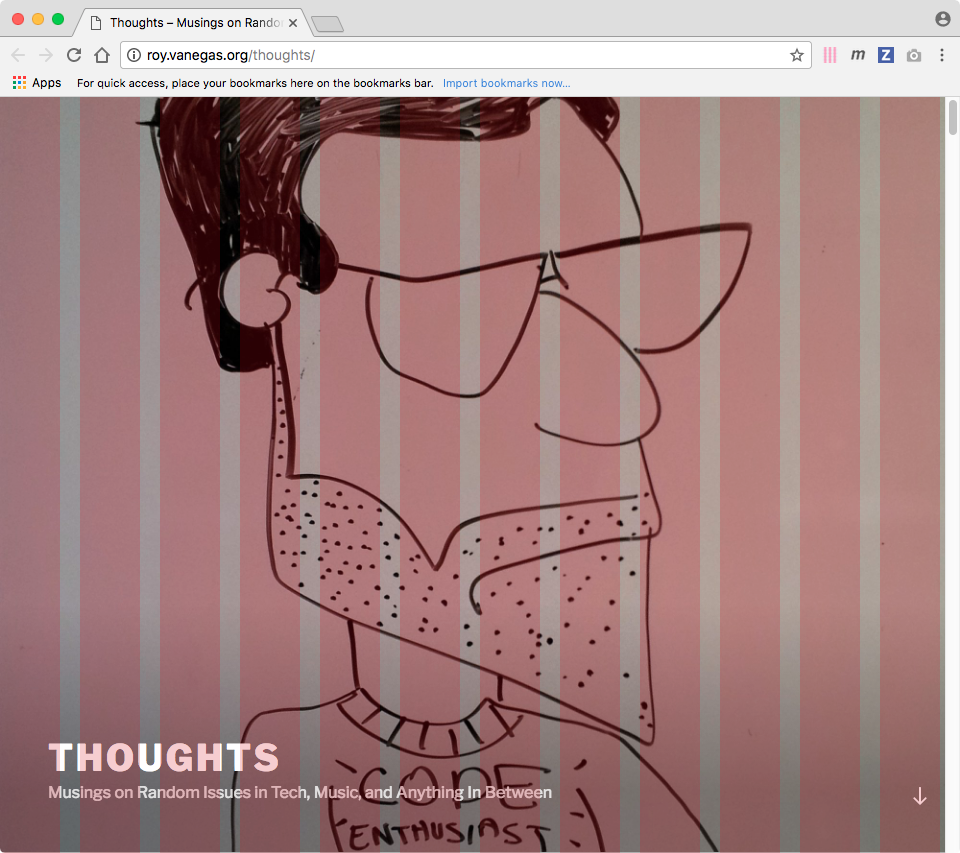 Thoughts – Musings on Rando
roy.vanegas.org/thoughts/
m
Z
Apps For quick access, place your bookmarks here on the bookmarks bar. Import bookmarks now...
THOUGHTS
Musings on Random Issues in Tech, Music, and Anything In Between
CODE
ENTHUSIAST